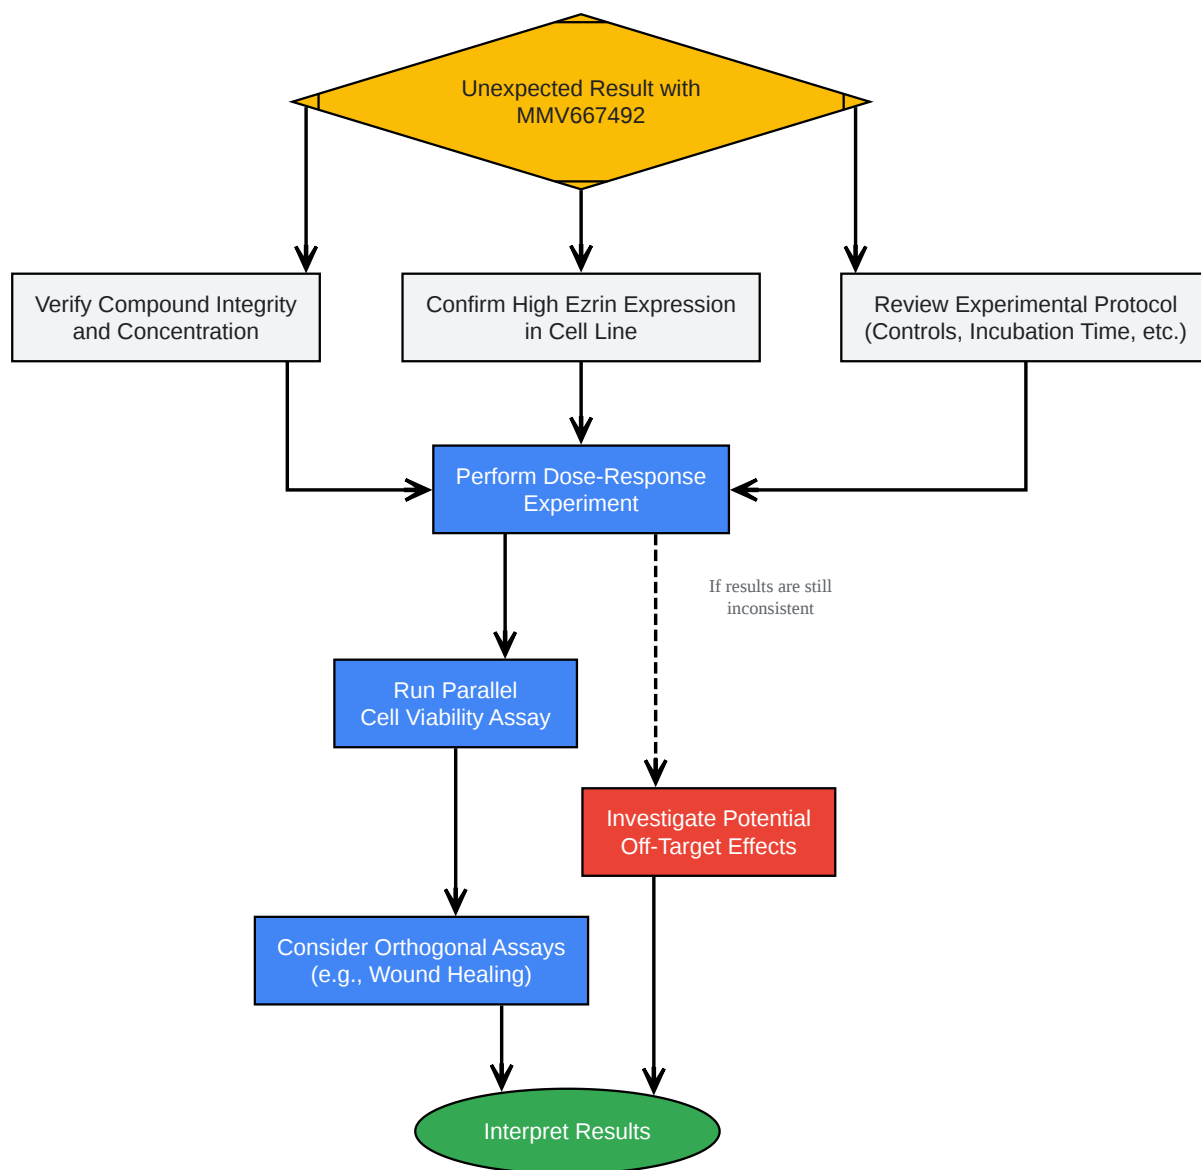 Unexpected Result with
MMV667492
Verify Compound Integrity
and Concentration
Confirm High Ezrin Expression
in Cell Line
Review Experimental Protocol
(Controls, Incubation Time, etc.)
Perform Dose-Response
Experiment
If results are still
inconsistent
Run Parallel
Cell Viability Assay
Investigate Potential
Off-Target Effects
Consider Orthogonal Assays
(e.g., Wound Healing)
Interpret Results